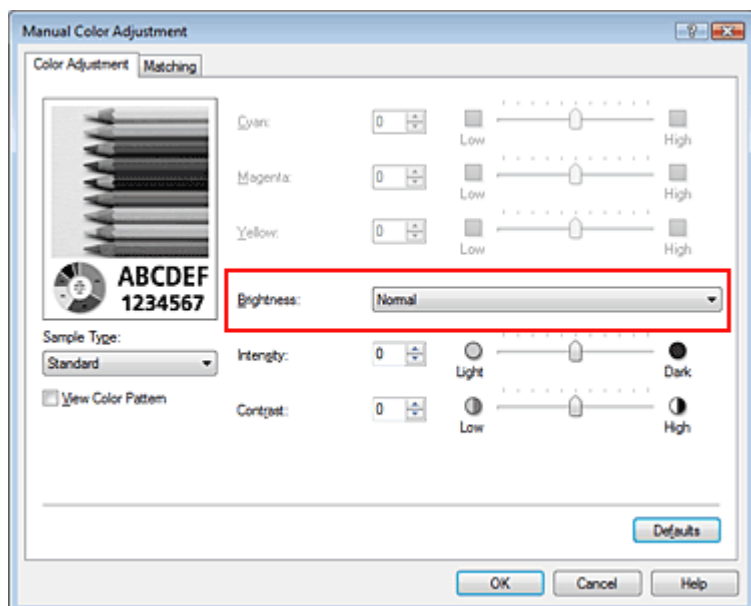 Manual Color Adjustment
Color Adjustment Matching
Cyan: 0 Low High
Magenta: 0 Low High
Yellow: 0 Low High
ABCDEF
1234567
Brightness: Normal
Sample Type:
Standard
Intensity: 0 Light Dark
View Color Pattern
Contrast: 0 Low High
Defaults
OK Cancel Help